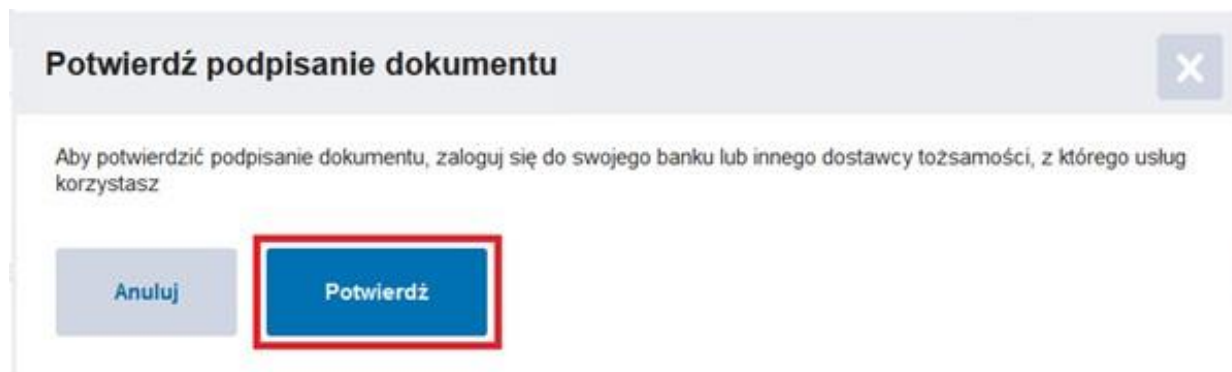 Potwierdź podpisanie dokumentu
Aby potwierdzić podpisanie dokumentu, zaloguj się do swojego banku lub innego dostawcy tożsamości, z którego usług
korzystasz
Anuluj Potwierdź